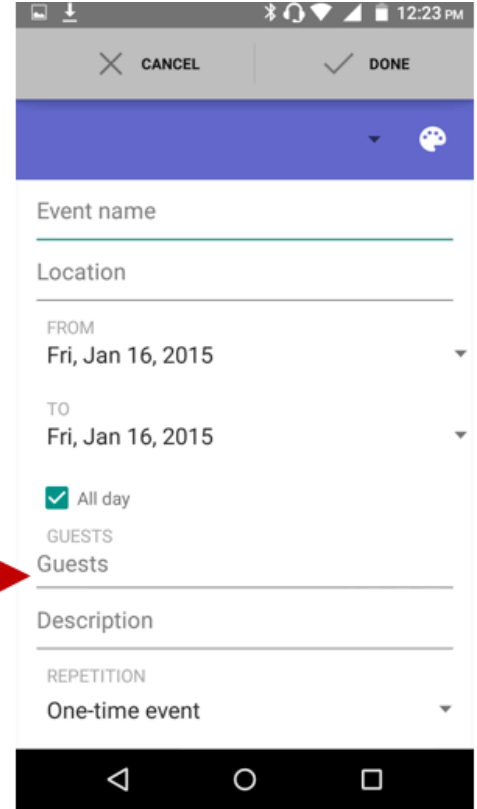 12:23 PM
CANCEL DONE
Event name
Location
FROM
Fri, Jan 16, 2015
TO
Fri, Jan 16, 2015
All day
GUESTS
Guests
Description
REPETITION
One-time event